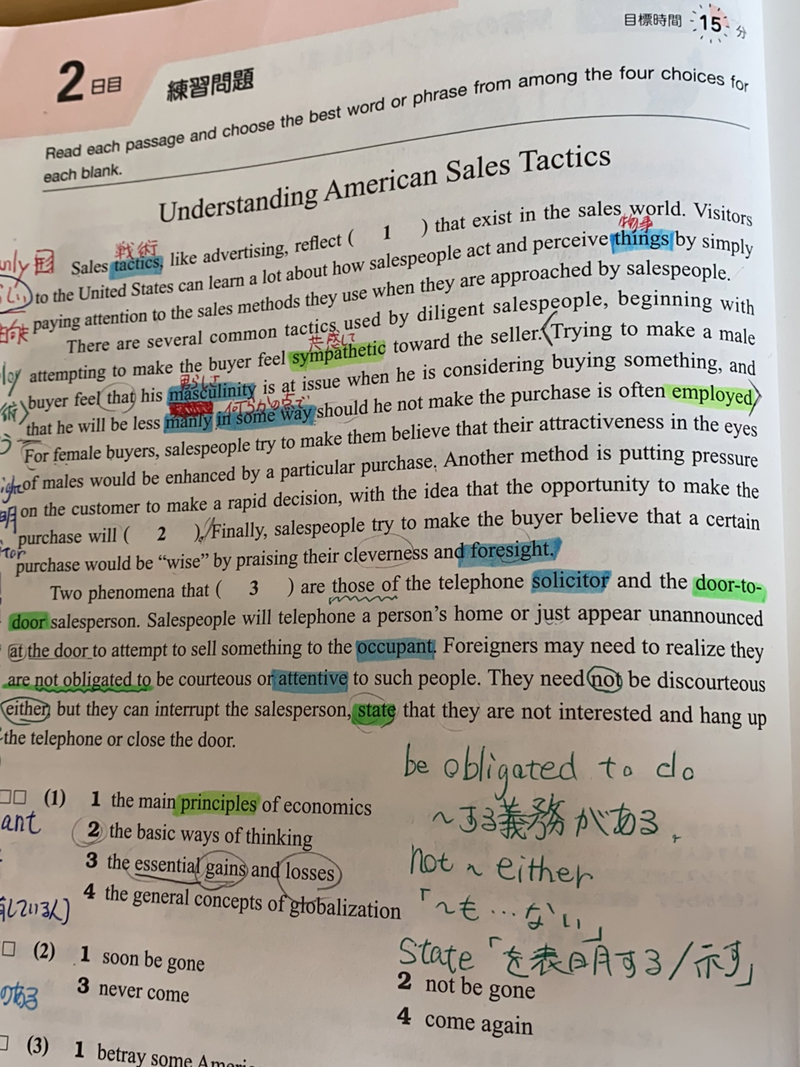 目標時間 15 分
2日目 練習問題
Read each passage and choose the best word or phrase from among the four choices for
each blank.
Understanding American Sales Tactics
戦術
物事
Sales tactics, like advertising, reflect ( 1 ) that exist in the sales world. Visitors
to the United States can learn a lot about how salespeople act and perceive things by simply
paying attention to the sales methods they use when they are approached by salespeople.
There are several common tactics used by diligent salespeople, beginning with
共感して
attempting to make the buyer feel sympathetic toward the seller. Trying to make a male
男らしさ
buyer feel that his masculinity is at issue when he is considering buying something, and
何らかの点で
that he will be less manly in some way should he not make the purchase is often employed.
For female buyers, salespeople try to make them believe that their attractiveness in the eyes
of males would be enhanced by a particular purchase. Another method is putting pressure
on the customer to make a rapid decision, with the idea that the opportunity to make the
purchase will ( 2 ). Finally, salespeople try to make the buyer believe that a certain
purchase would be “wise” by praising their cleverness and foresight.
Two phenomena that ( 3 ) are those of the telephone solicitor and the door-to-
door salesperson. Salespeople will telephone a person’s home or just appear unannounced
at the door to attempt to sell something to the occupant. Foreigners may need to realize they
are not obligated to be courteous or attentive to such people. They need not be discourteous
either, but they can interrupt the salesperson, state that they are not interested and hang up
the telephone or close the door.
be obligated to do
～する義務がある,
not ~ either
「～も…ない」
State「を表明する/示す」
(1) 1 the main principles of economics
2 the basic ways of thinking
3 the essential gains and losses
4 the general concepts of globalization
(2) 1 soon be gone
2 not be gone
3 never come
4 come again
(3) 1 betray some